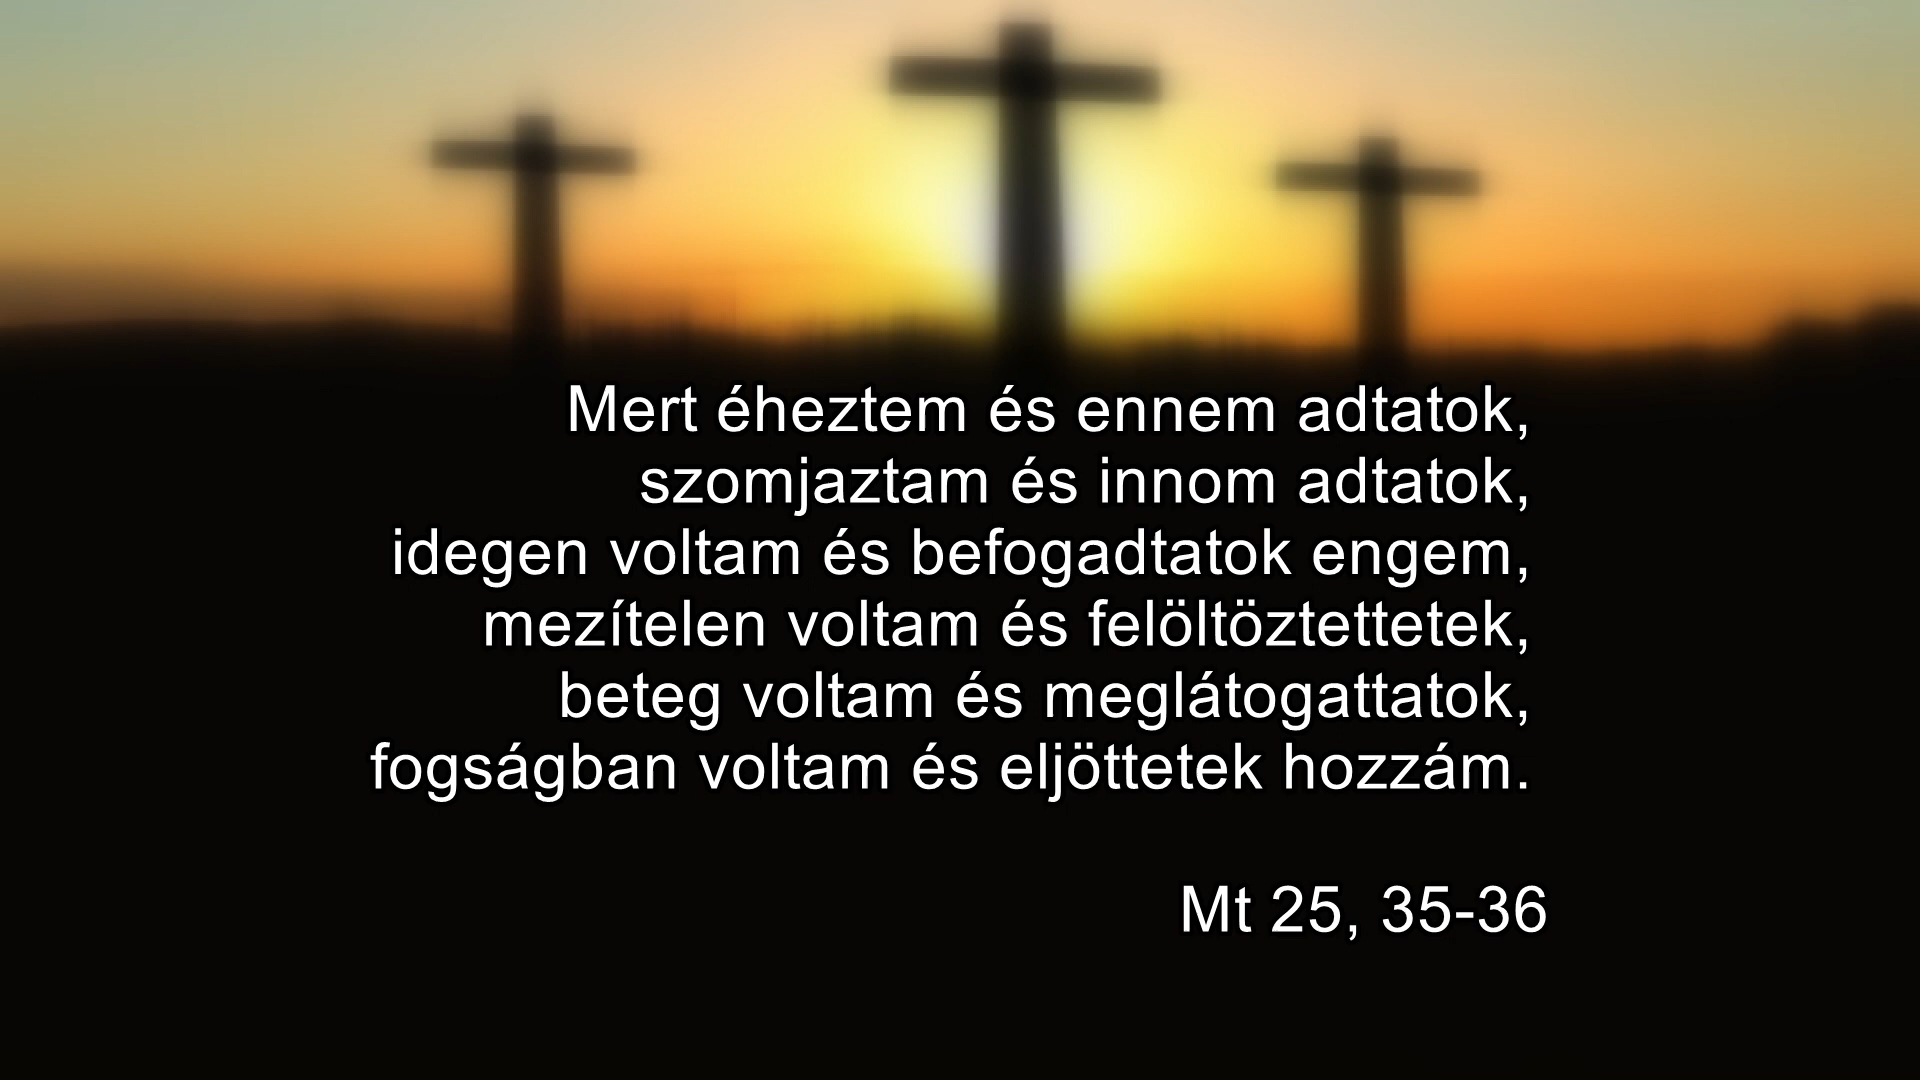 Mert éheztem és ennem adtatok,
szomjaztam és innom adtatok,
idegen voltam és befogadtatok engem,
mezítelen voltam és felöltöztettetek,
beteg voltam és meglátogattatok,
fogságban voltam és eljöttetek hozzám.
Mt 25, 35-36